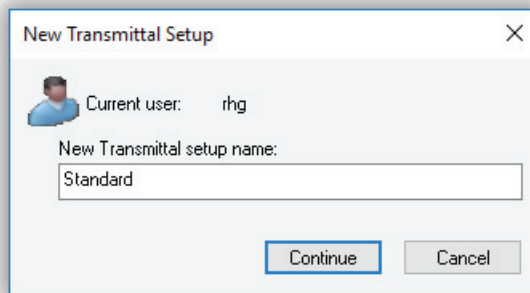 New Transmittal Setup
Current user: rhg
New Transmittal setup name:
Standard
Continue Cancel